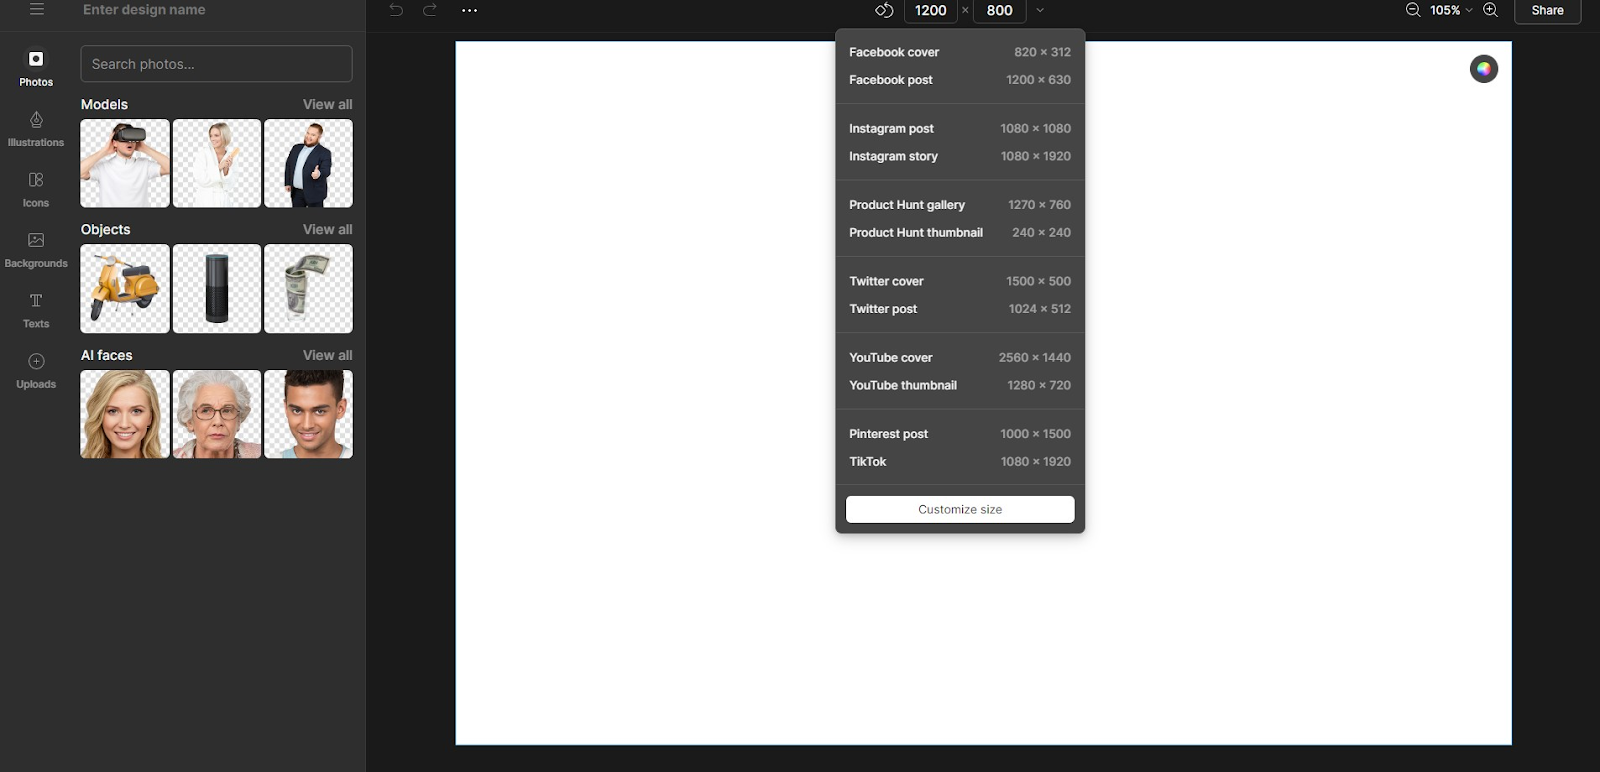 Enter design name
1200 × 800
105%
Share
Photos
Illustrations
Icons
Backgrounds
Texts
Uploads
Search photos...
Models View all
Objects View all
AI faces View all
Facebook cover 820 × 312
Facebook post 1200 × 630
Instagram post 1080 × 1080
Instagram story 1080 × 1920
Product Hunt gallery 1270 × 760
Product Hunt thumbnail 240 × 240
Twitter cover 1500 × 500
Twitter post 1024 × 512
YouTube cover 2560 × 1440
YouTube thumbnail 1280 × 720
Pinterest post 1000 × 1500
TikTok 1080 × 1920
Customize size